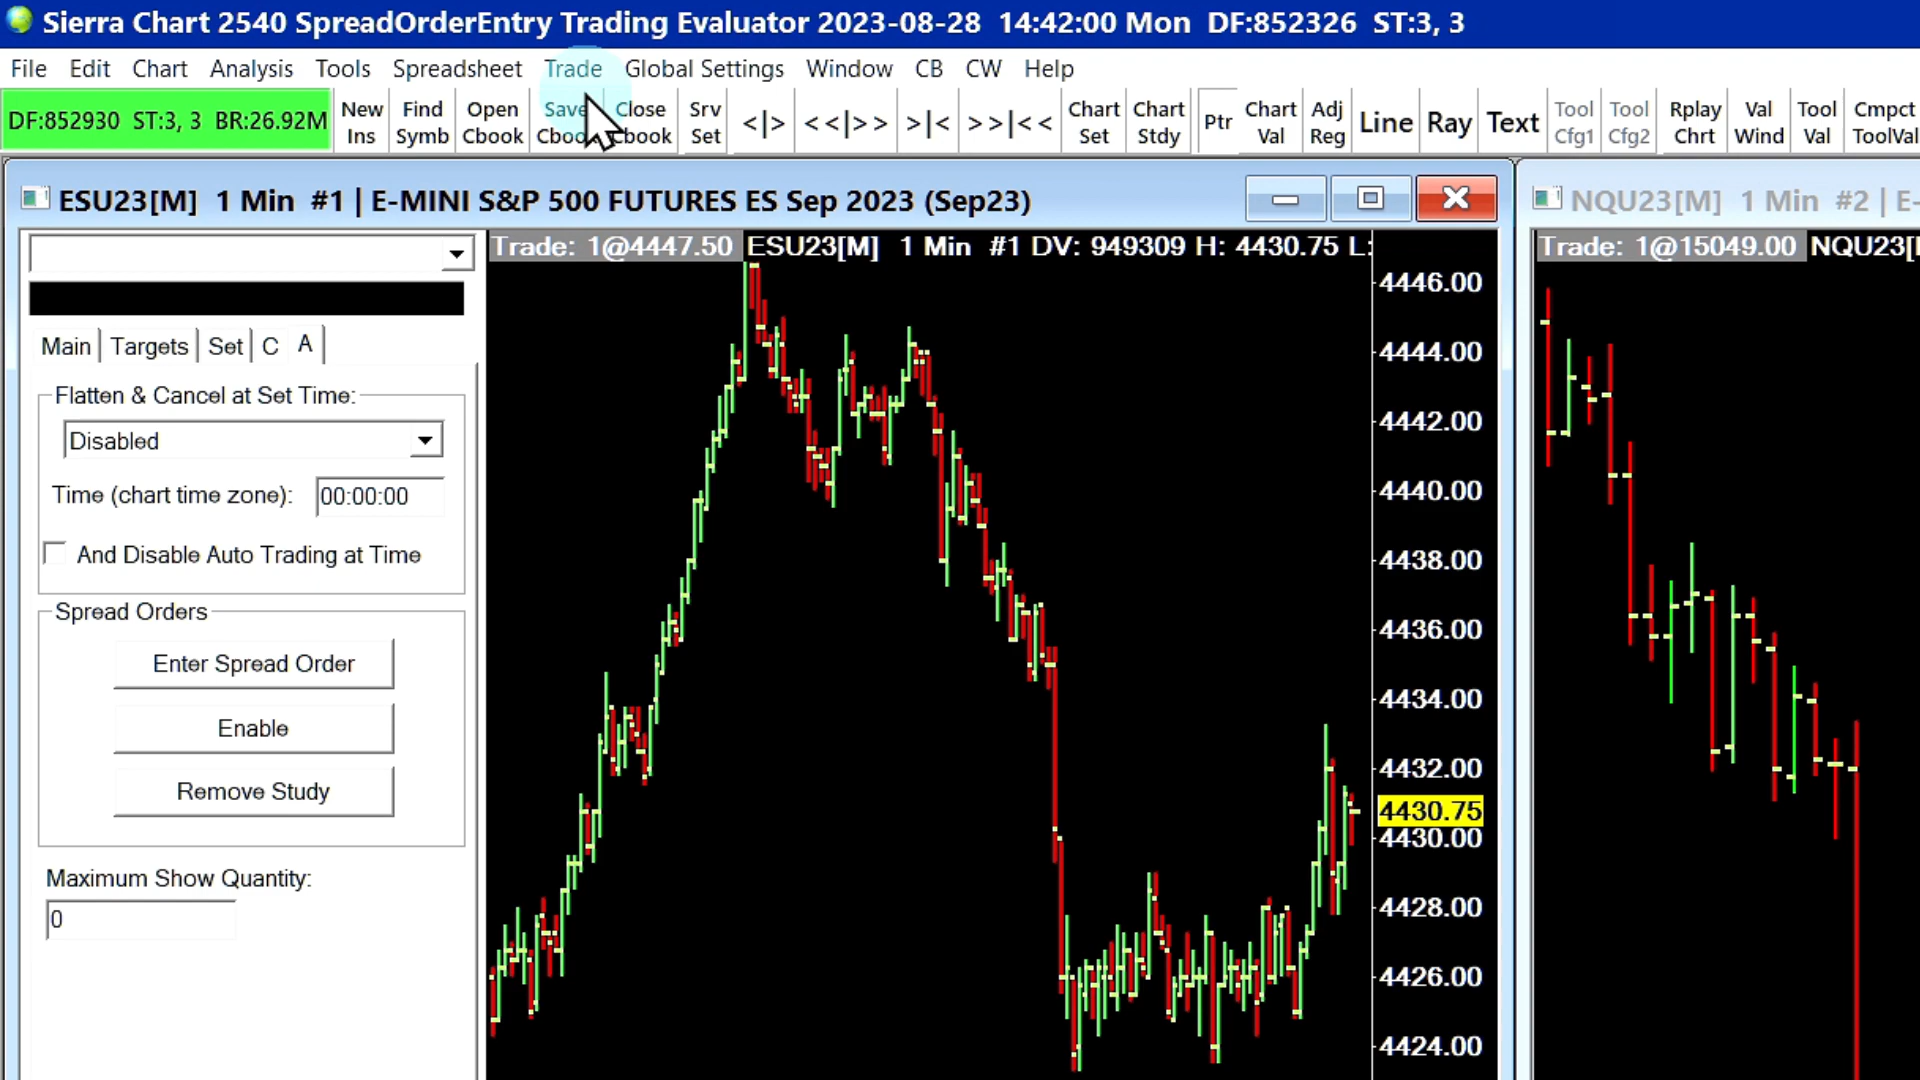 Sierra Chart 2540 SpreadOrderEntry Trading Evaluator 2023-08-28 14:42:00 Mon DF:852326 ST:3, 3
File Edit Chart Analysis Tools Spreadsheet Trade Global Settings Window CB CW Help
DF:852930 ST:3, 3 BR:26.92M
New Ins
Find Symb
Open Cbook
Save
Close
Srv Set
<|>
<<|>>
>|<
>>|<<
Chart Set
Chart Stdy
Ptr
Chart Val
Adj Reg
Line
Ray
Text
Tool Cfg1
Tool Cfg2
Rplay Chrt
Val Wind
Tool Val
Cmpct ToolVal
ESU23[M] 1 Min #1 | E-MINI S&P 500 FUTURES ES Sep 2023 (Sep23)
Main
Targets
Set
C
A
Flatten & Cancel at Set Time:
Disabled
Time (chart time zone):
00:00:00
And Disable Auto Trading at Time
Spread Orders
Enter Spread Order
Enable
Remove Study
Maximum Show Quantity:
0
Trade: 1@4447.50 ESU23[M] 1 Min #1 DV: 949309 H: 4430.75 L:
4446.00
4444.00
4442.00
4440.00
4438.00
4436.00
4434.00
4432.00
4430.75
4430.00
4428.00
4426.00
4424.00
NQU23[M] 1 Min #2 | E-
Trade: 1@15049.00 NQU23[